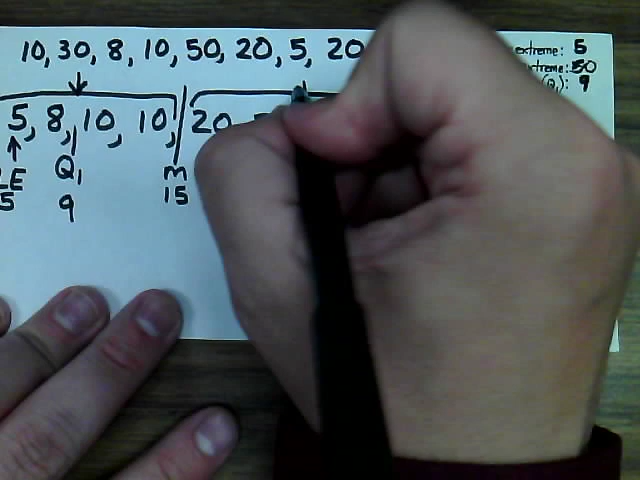 10, 30, 8, 10, 50, 20, 5, 20
extreme: 5
extreme: 50
(Q1): 9
5, 8, 10, 10, 20
LE Q1 m
5 9 15